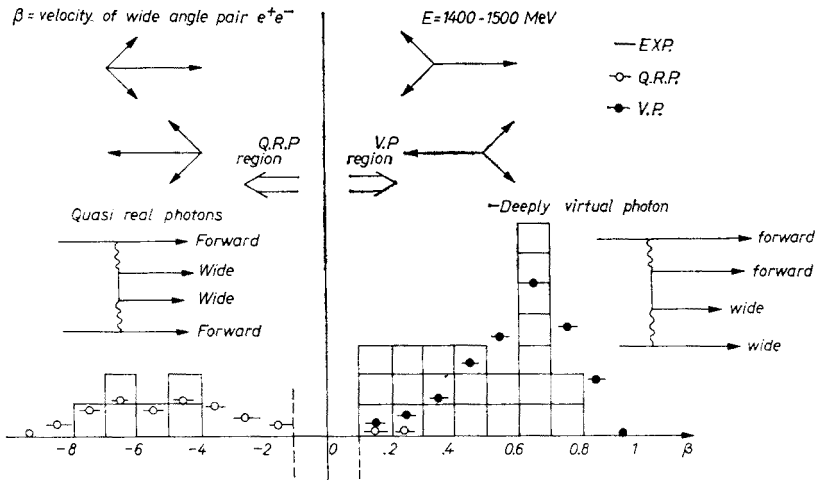 β = velocity of wide angle pair e⁺e⁻
E = 1400 - 1500 MeV
EXP.
Q.R.P.
V.P.
Q.R.P
region
V.P
region
Quasi real photons
Forward
Wide
Wide
Forward
Deeply virtual photon
forward
forward
wide
wide
-8 -6 -4 -2 0 .2 .4 0.6 0.8 1 β